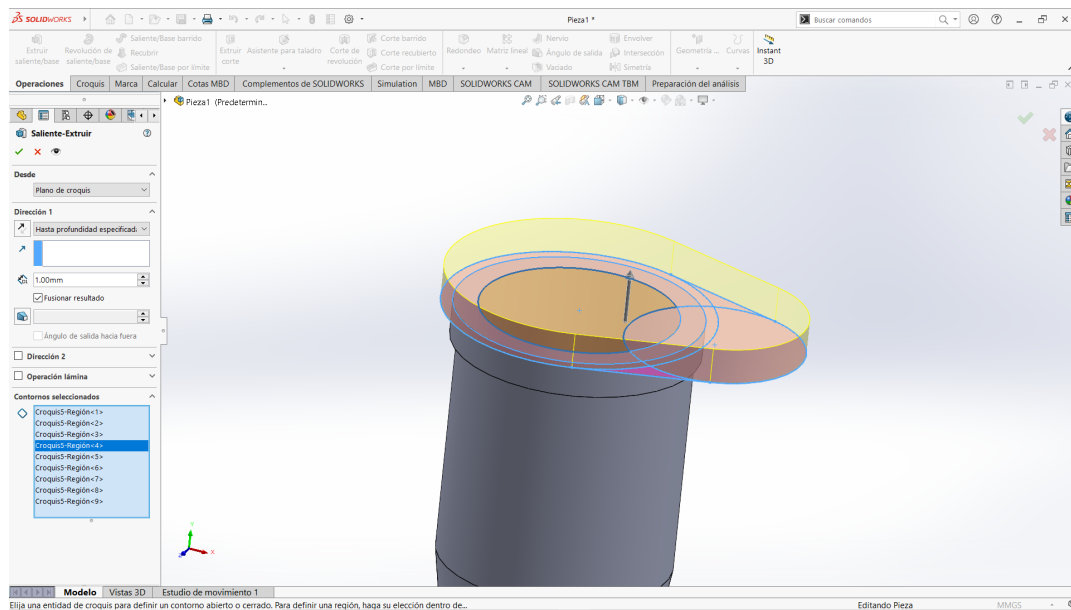 SOLIDWORKS
Pieza1 *
Buscar comandos
Extruir saliente/base
Revolución de saliente/base
Saliente/Base barrido
Recubrir
Saliente/Base por límite
Extruir corte
Asistente para taladro
Corte de revolución
Corte barrido
Corte recubierto
Corte por límite
Redondeo
Matriz lineal
Nervio
Ángulo de salida
Vaciado
Envolver
Intersección
Simetría
Geometría ...
Curvas
Instant 3D
Operaciones
Croquis
Marca
Calcular
Cotas MBD
Complementos de SOLIDWORKS
Simulation
MBD
SOLIDWORKS CAM
SOLIDWORKS CAM TBM
Preparación del análisis
Pieza1 (Predetermin...
Saliente-Extruir
Desde
Plano de croquis
Dirección 1
Hasta profundidad especificada
1.00mm
Fusionar resultado
Ángulo de salida hacia fuera
Dirección 2
Operación lámina
Contornos seleccionados
Croquis5-Región<1>
Croquis5-Región<2>
Croquis5-Región<3>
Croquis5-Región<4>
Croquis5-Región<5>
Croquis5-Región<6>
Croquis5-Región<7>
Croquis5-Región<8>
Croquis5-Región<9>
Y
X
Modelo
Vistas 3D
Estudio de movimiento 1
Elija una entidad de croquis para definir un contorno abierto o cerrado. Para definir una región, haga su elección dentro de...
Editando Pieza
MMGS